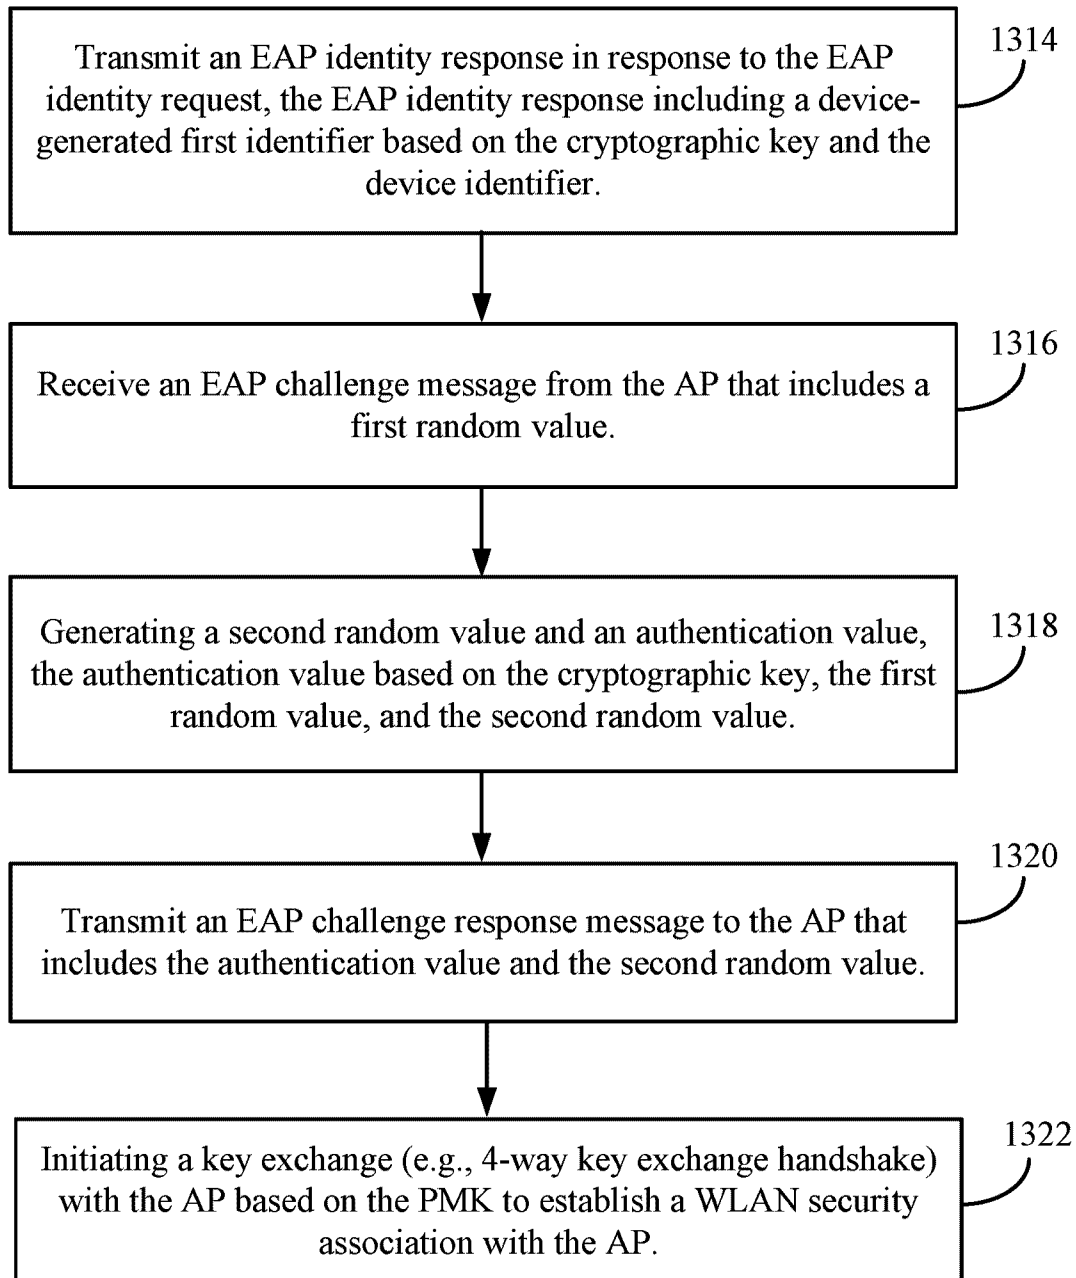 1314
Transmit an EAP identity response in response to the EAP
identity request, the EAP identity response including a device-
generated first identifier based on the cryptographic key and the
device identifier.
1316
Receive an EAP challenge message from the AP that includes a
first random value.
1318
Generating a second random value and an authentication value,
the authentication value based on the cryptographic key, the first
random value, and the second random value.
1320
Transmit an EAP challenge response message to the AP that
includes the authentication value and the second random value.
1322
Initiating a key exchange (e.g., 4-way key exchange handshake)
with the AP based on the PMK to establish a WLAN security
association with the AP.